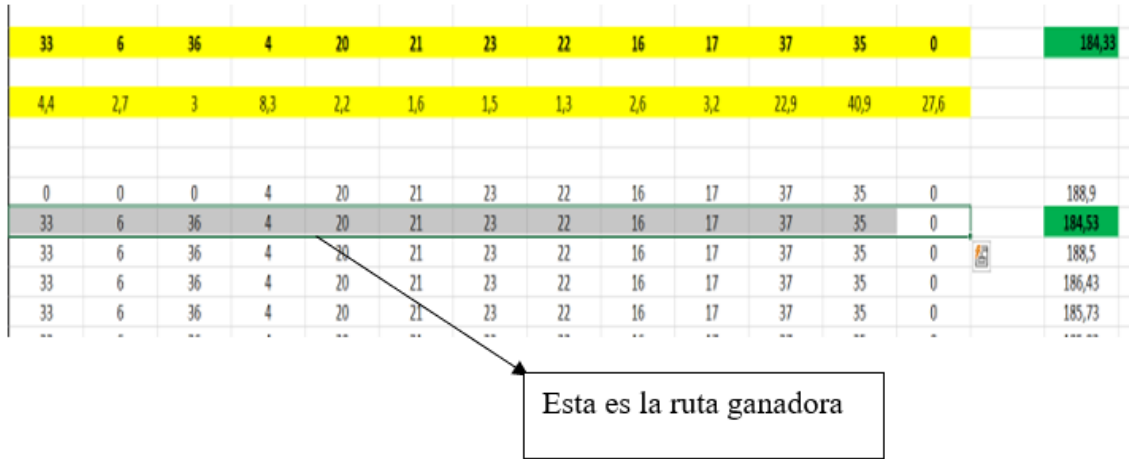 33 6 36 4 20 21 23 22 16 17 37 35 0 184,33
4,4 2,7 3 8,3 2,2 1,6 1,5 1,3 2,6 3,2 22,9 40,9 27,6
0 0 0 4 20 21 23 22 16 17 37 35 0 188,9
33 6 36 4 20 21 23 22 16 17 37 35 0 184,53
33 6 36 4 20 21 23 22 16 17 37 35 0 188,5
33 6 36 4 20 21 23 22 16 17 37 35 0 186,43
33 6 36 4 20 21 23 22 16 17 37 35 0 185,73
Esta es la ruta ganadora